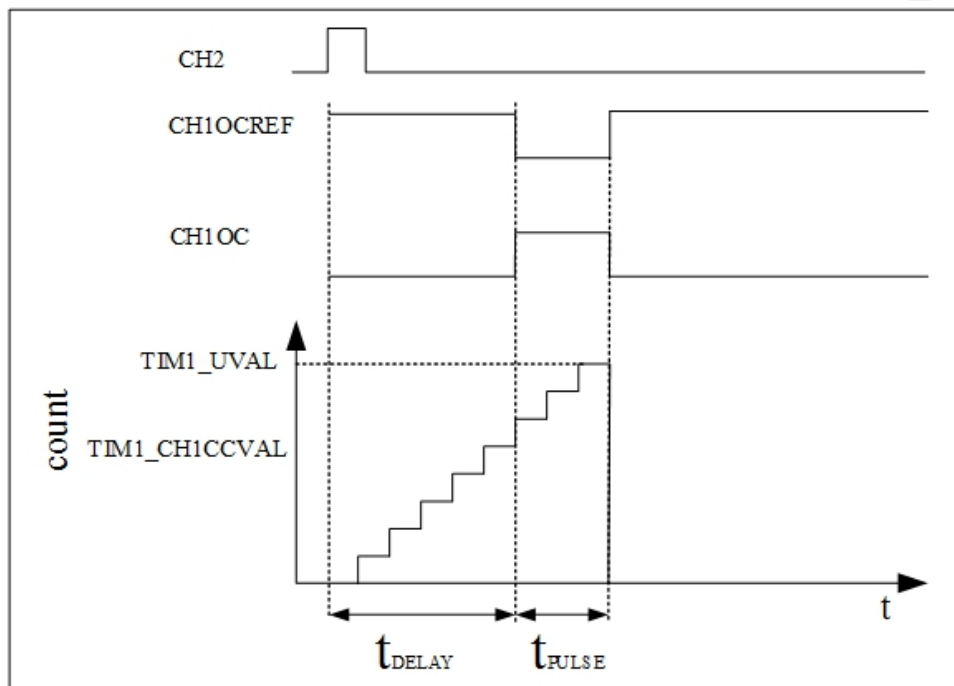 CH2
CH1OCREF
CH1OC
TIM1_UVAL
TIM1_CH1CCVAL
count
t
tDELAY
tPULSE